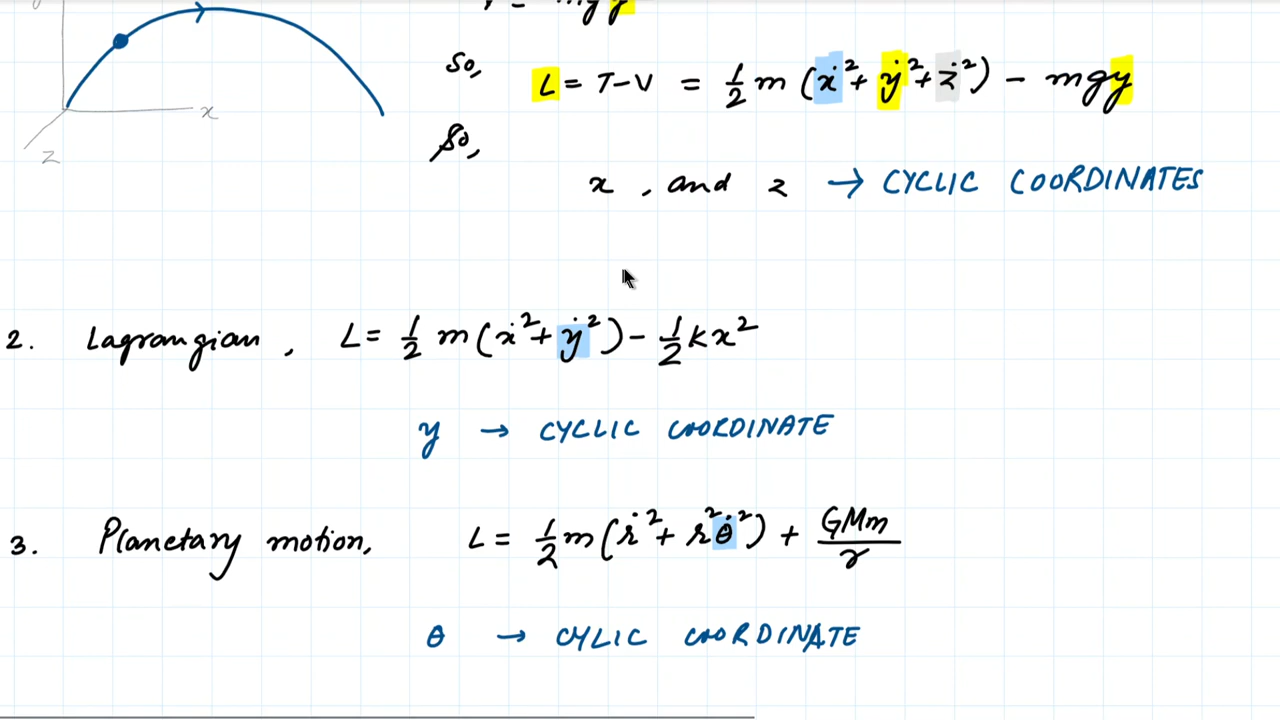 y
V = mgy
So,
L = T-V = 1/2 m (ẋ² + ẏ² + ż²) - mgy
x
z
So,
x , and z → CYCLIC COORDINATES
2. Lagrangian , L = 1/2 m (ẋ² + ẏ²) - 1/2 kx²
y → CYCLIC COORDINATE
3. Planetary motion, L = 1/2 m (ṙ² + r²θ̇²) + GMm/r
θ → CYLIC COORDINATE